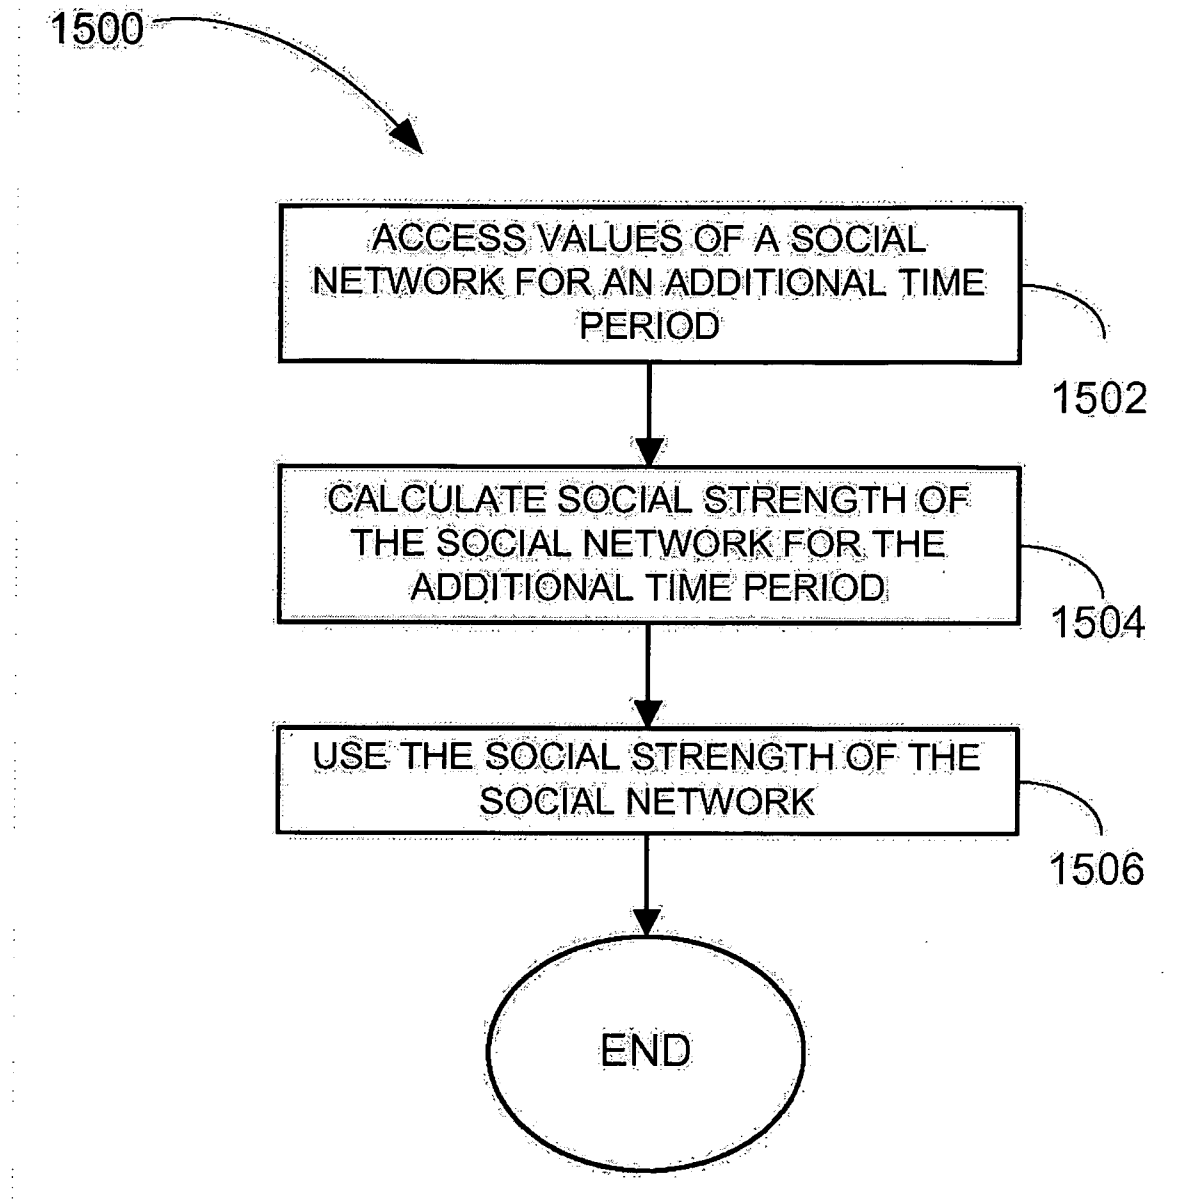 1500
ACCESS VALUES OF A SOCIAL
NETWORK FOR AN ADDITIONAL TIME
PERIOD
1502
CALCULATE SOCIAL STRENGTH OF
THE SOCIAL NETWORK FOR THE
ADDITIONAL TIME PERIOD
1504
USE THE SOCIAL STRENGTH OF THE
SOCIAL NETWORK
1506
END